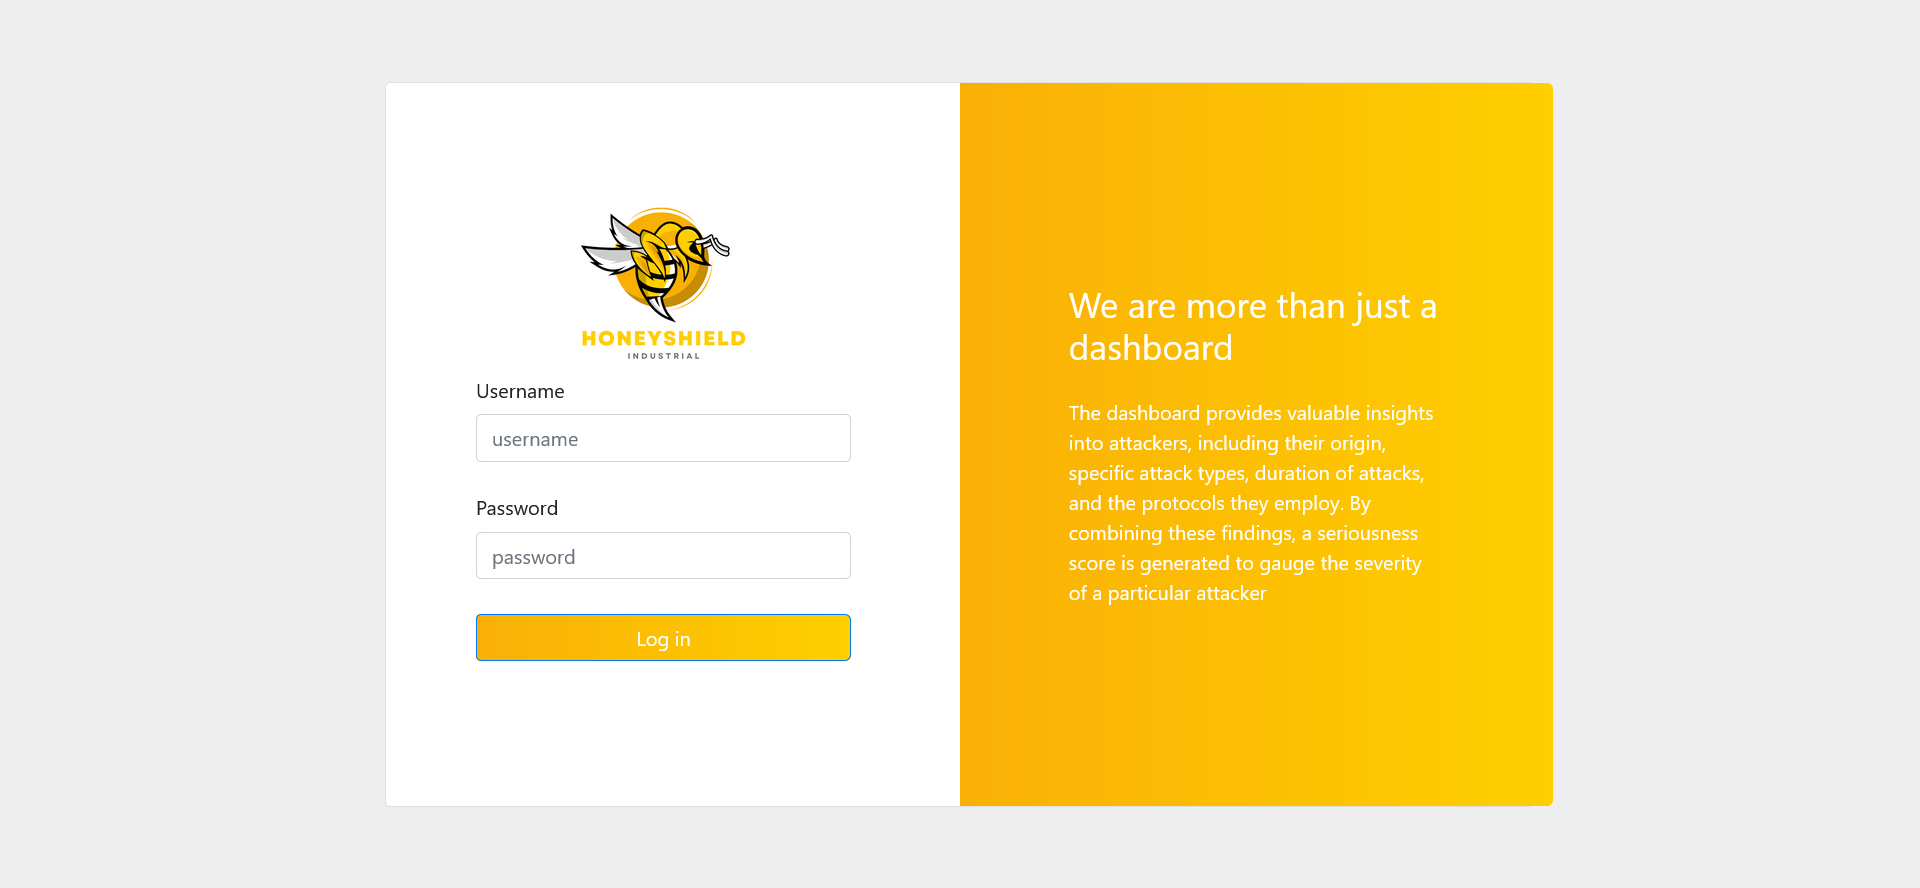 HONEYSHIELD
INDUSTRIAL
Username
username
Password
password
Log in
We are more than just a
dashboard
The dashboard provides valuable insights
into attackers, including their origin,
specific attack types, duration of attacks,
and the protocols they employ. By
combining these findings, a seriousness
score is generated to gauge the severity
of a particular attacker